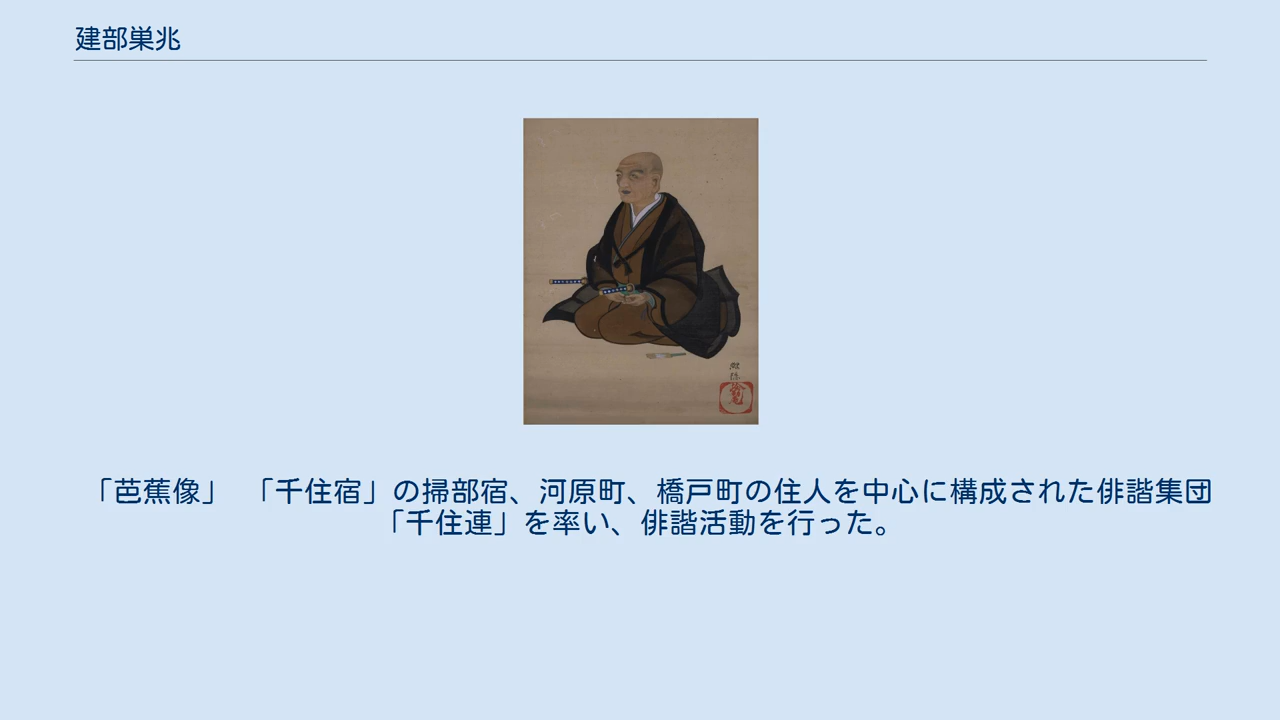 建部巣兆
「芭蕉像」　「千住宿」の掃部宿、河原町、橋戸町の住人を中心に構成された俳諧集団
「千住連」を率い、俳諧活動を行った。